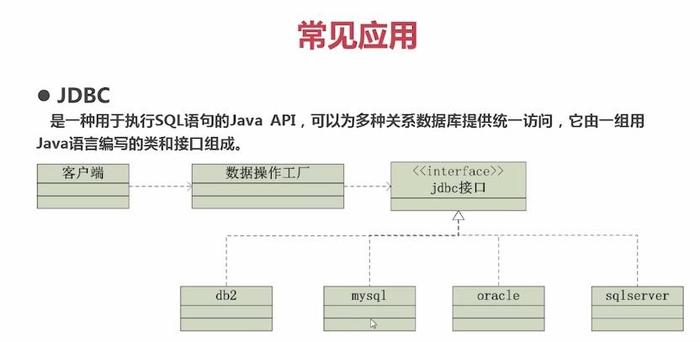 常见应用
● JDBC
是一种用于执行SQL语句的Java API，可以为多种关系数据库提供统一访问，它由一组用
Java语言编写的类和接口组成。
客户端
数据操作工厂
<<interface>>
jdbc接口
db2
mysql
oracle
sqlserver